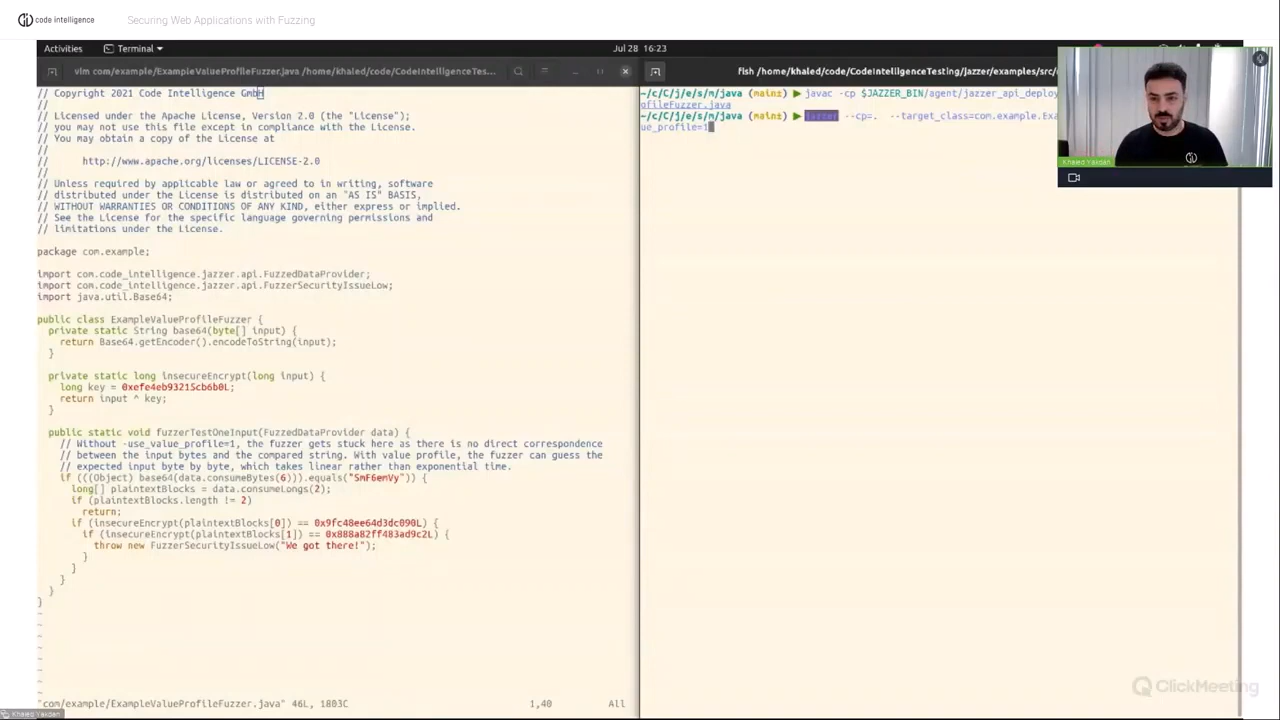 code intelligence
Securing Web Applications with Fuzzing
Activities
Terminal
Jul 28 16:23
vim com/example/ExampleValueProfileFuzzer.java /home/khaled/code/CodeIntelligenceTes...
fish /home/khaled/code/CodeIntelligenceTesting/jazzer/examples/src/
// Copyright 2021 Code Intelligence GmbH
//
// Licensed under the Apache License, Version 2.0 (the "License");
// you may not use this file except in compliance with the License.
// You may obtain a copy of the License at
//
//      http://www.apache.org/licenses/LICENSE-2.0
//
// Unless required by applicable law or agreed to in writing, software
// distributed under the License is distributed on an "AS IS" BASIS,
// WITHOUT WARRANTIES OR CONDITIONS OF ANY KIND, either express or implied.
// See the License for the specific language governing permissions and
// limitations under the License.
package com.example;
import com.code_intelligence.jazzer.api.FuzzedDataProvider;
import com.code_intelligence.jazzer.api.FuzzerSecurityIssueLow;
import java.util.Base64;
public class ExampleValueProfileFuzzer {
  private static String base64(byte[] input) {
    return Base64.getEncoder().encodeToString(input);
  }
  private static long insecureEncrypt(long input) {
    long key = 0xefe4eb93215cb6b0L;
    return input ^ key;
  }
  public static void fuzzerTestOneInput(FuzzedDataProvider data) {
    // Without -use_value_profile=1, the fuzzer gets stuck here as there is no direct correspondence
    // between the input bytes and the compared string. With value profile, the fuzzer can guess the
    // expected input byte by byte, which takes linear rather than exponential time.
    if (((Object) base64(data.consumeBytes(6))).equals("SmF6emVy")) {
      long[] plaintextBlocks = data.consumeLongs(2);
      if (plaintextBlocks.length != 2)
        return;
      if (insecureEncrypt(plaintextBlocks[0]) == 0x9fc48ee64d3dc090L) {
        if (insecureEncrypt(plaintextBlocks[1]) == 0x888a82ff483ad9c2L) {
          throw new FuzzerSecurityIssueLow("We got there!");
        }
      }
    }
  }
}
"com/example/ExampleValueProfileFuzzer.java" 46L, 1803C
1,40
All
~/c/C/j/e/s/m/java (main±) ▶ javac -cp $JAZZER_BIN/agent/jazzer_api_deploy
ofileFuzzer.java
~/c/C/j/e/s/m/java (main±) ▶ jazzer --cp=. --target_class=com.example.Exa
ue_profile=1
Khaled Yakdan
ClickMeeting
Khaled Yakdan